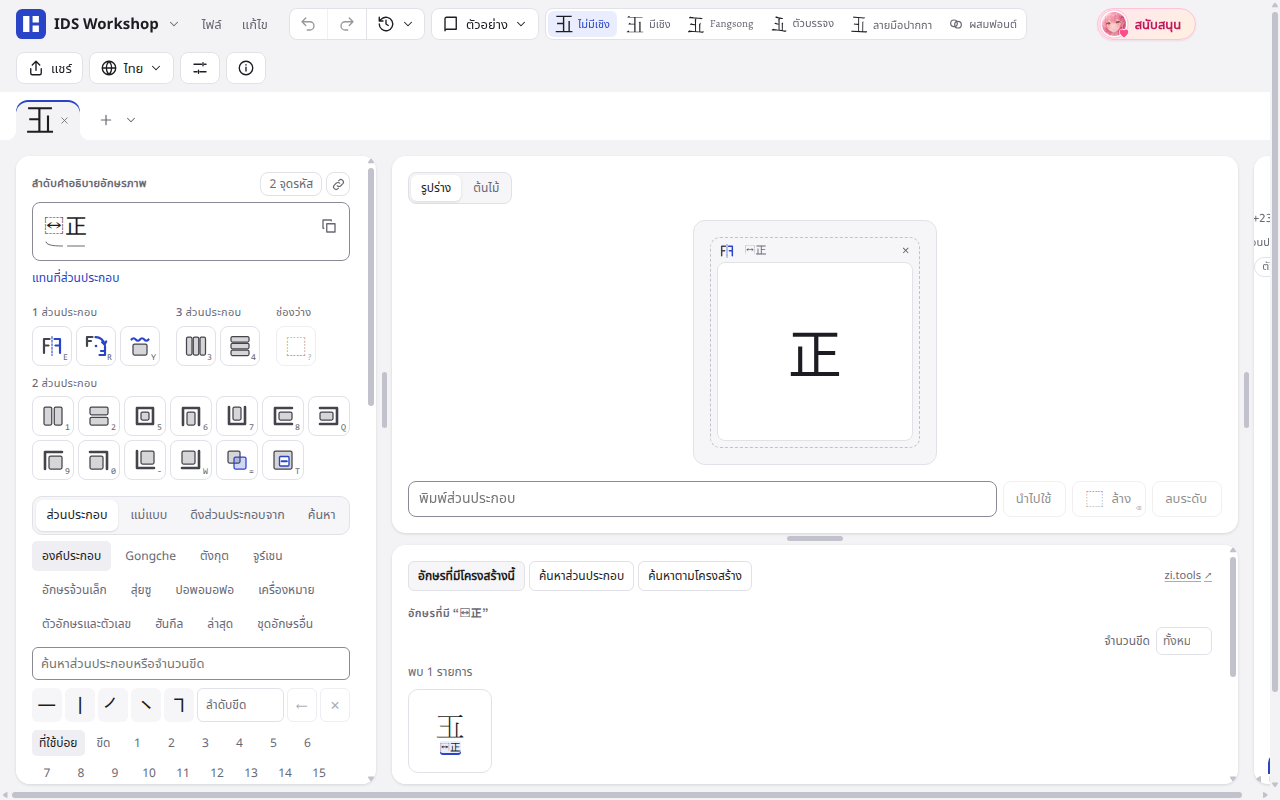 IDS Workshop
ไฟล์
แก้ไข
ตัวอย่าง
ไม่มีเชิง
มีเชิง
Fangsong
ตัวบรรจง
ลายมือปากกา
ผสมฟอนต์
สนับสนุน
แชร์
ไทย
ลำดับคำอธิบายอักษรภาพ
2 จุดรหัส
⿾正
แทนที่ส่วนประกอบ
1 ส่วนประกอบ
3 ส่วนประกอบ
ช่องว่าง
E
R
Y
3
4
?
2 ส่วนประกอบ
1
2
5
6
7
8
Q
9
0
-
W
=
T
ส่วนประกอบ
แม่แบบ
ดึงส่วนประกอบจาก
ค้นหา
องค์ประกอบ
Gongche
ตังกุต
จูร์เชน
อักษรจ้วนเล็ก
สุ่ยซู
ปอพอมอฟอ
เครื่องหมาย
ตัวอักษรและตัวเลข
ฮันกึล
ล่าสุด
ชุดอักษรอื่น
ค้นหาส่วนประกอบหรือจำนวนขีด
ลำดับขีด
ที่ใช้บ่อย
ขีด
1 2 3 4 5 6
7 8 9 10 11 12 13 14 15
รูปร่าง
ต้นไม้
⿾正
正
พิมพ์ส่วนประกอบ
นำไปใช้
ล้าง
ลบระดับ
อักษรที่มีโครงสร้างนี้
ค้นหาส่วนประกอบ
ค้นหาตามโครงสร้าง
zi.tools ↗
อักษรที่มี “⿾正”
จำนวนขีด
ทั้งหม
พบ 1 รายการ
⿾正